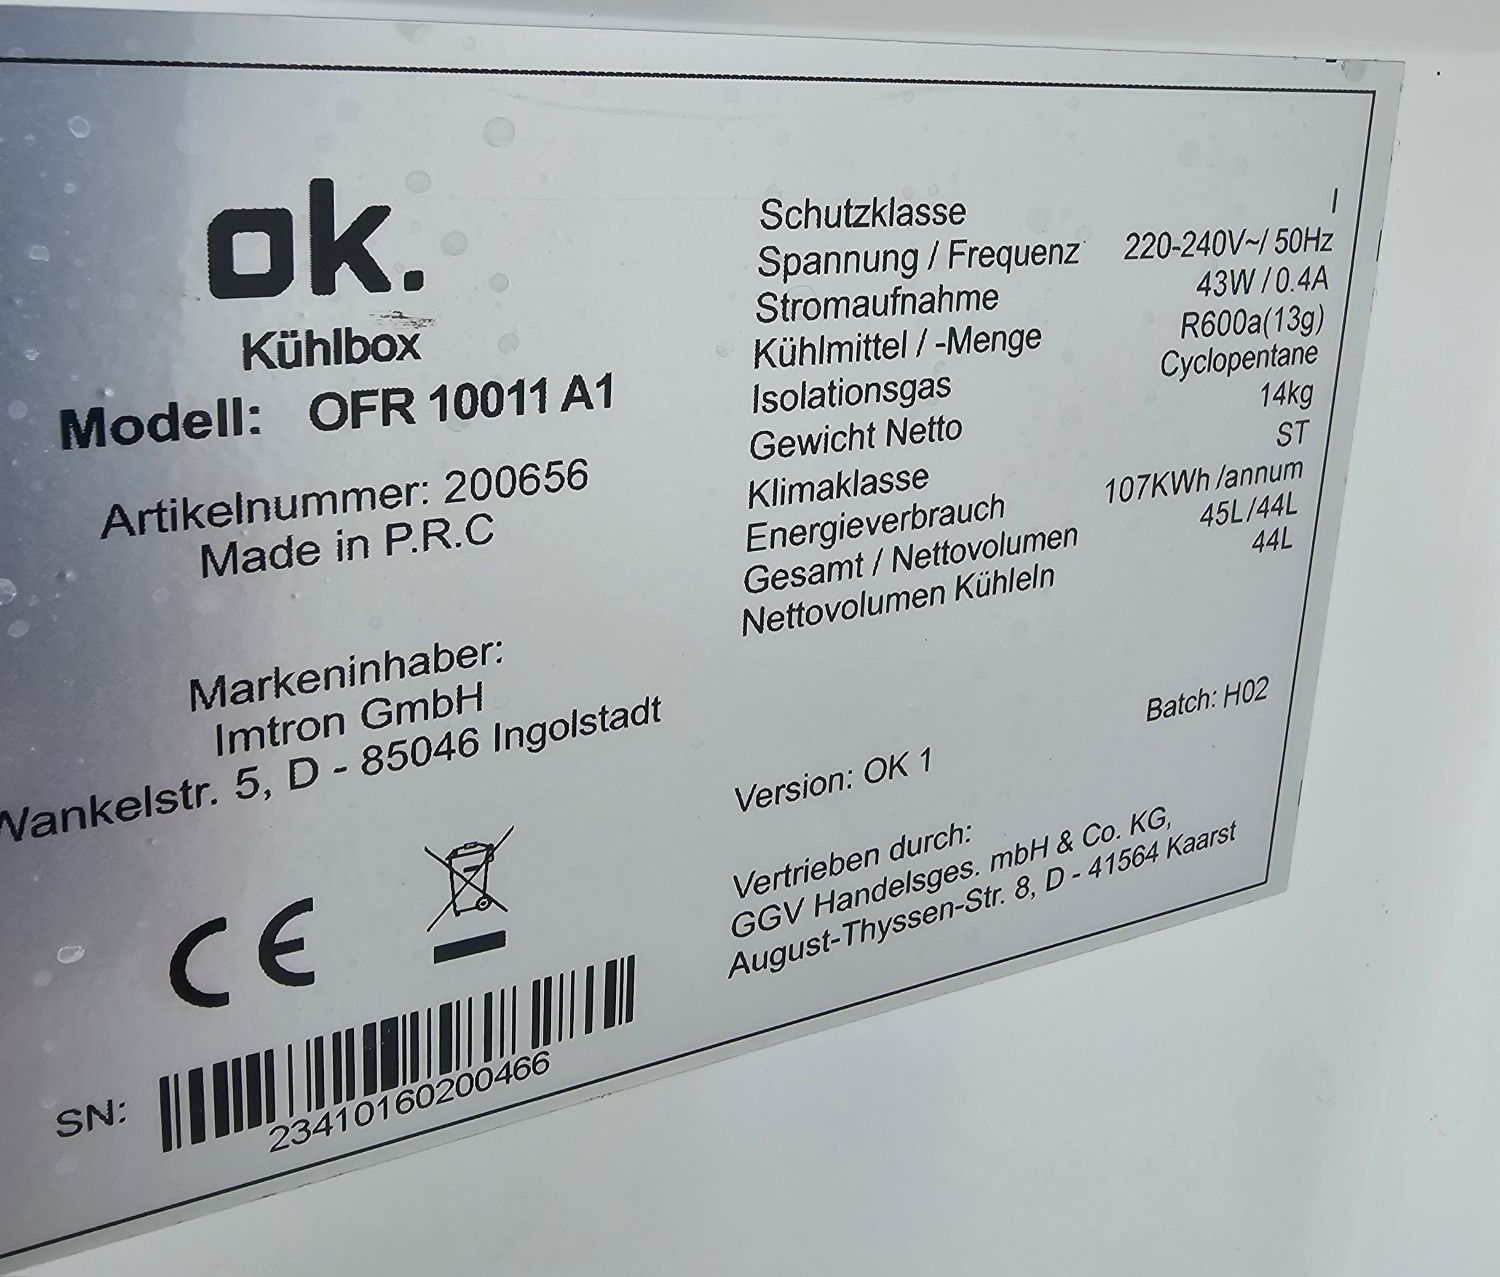 ok.
Kühlbox
Modell: OFR 10011 A1
Artikelnummer: 200656
Made in P.R.C
Markeninhaber:
Imtron GmbH
Wankelstr. 5, D - 85046 Ingolstadt
CE
SN:
23410160200466
Schutzklasse I
Spannung / Frequenz 220-240V~/ 50Hz
Stromaufnahme 43W / 0.4A
Kühlmittel / -Menge R600a(13g)
Isolationsgas Cyclopentane
Gewicht Netto 14kg
Klimaklasse ST
Energieverbrauch 107KWh /annum
Gesamt / Nettovolumen 45L/44L
Nettovolumen Kühleln 44L
Batch: H02
Version: OK 1
Vertrieben durch:
GGV Handelsges. mbH & Co. KG,
August-Thyssen-Str. 8, D - 41564 Kaarst